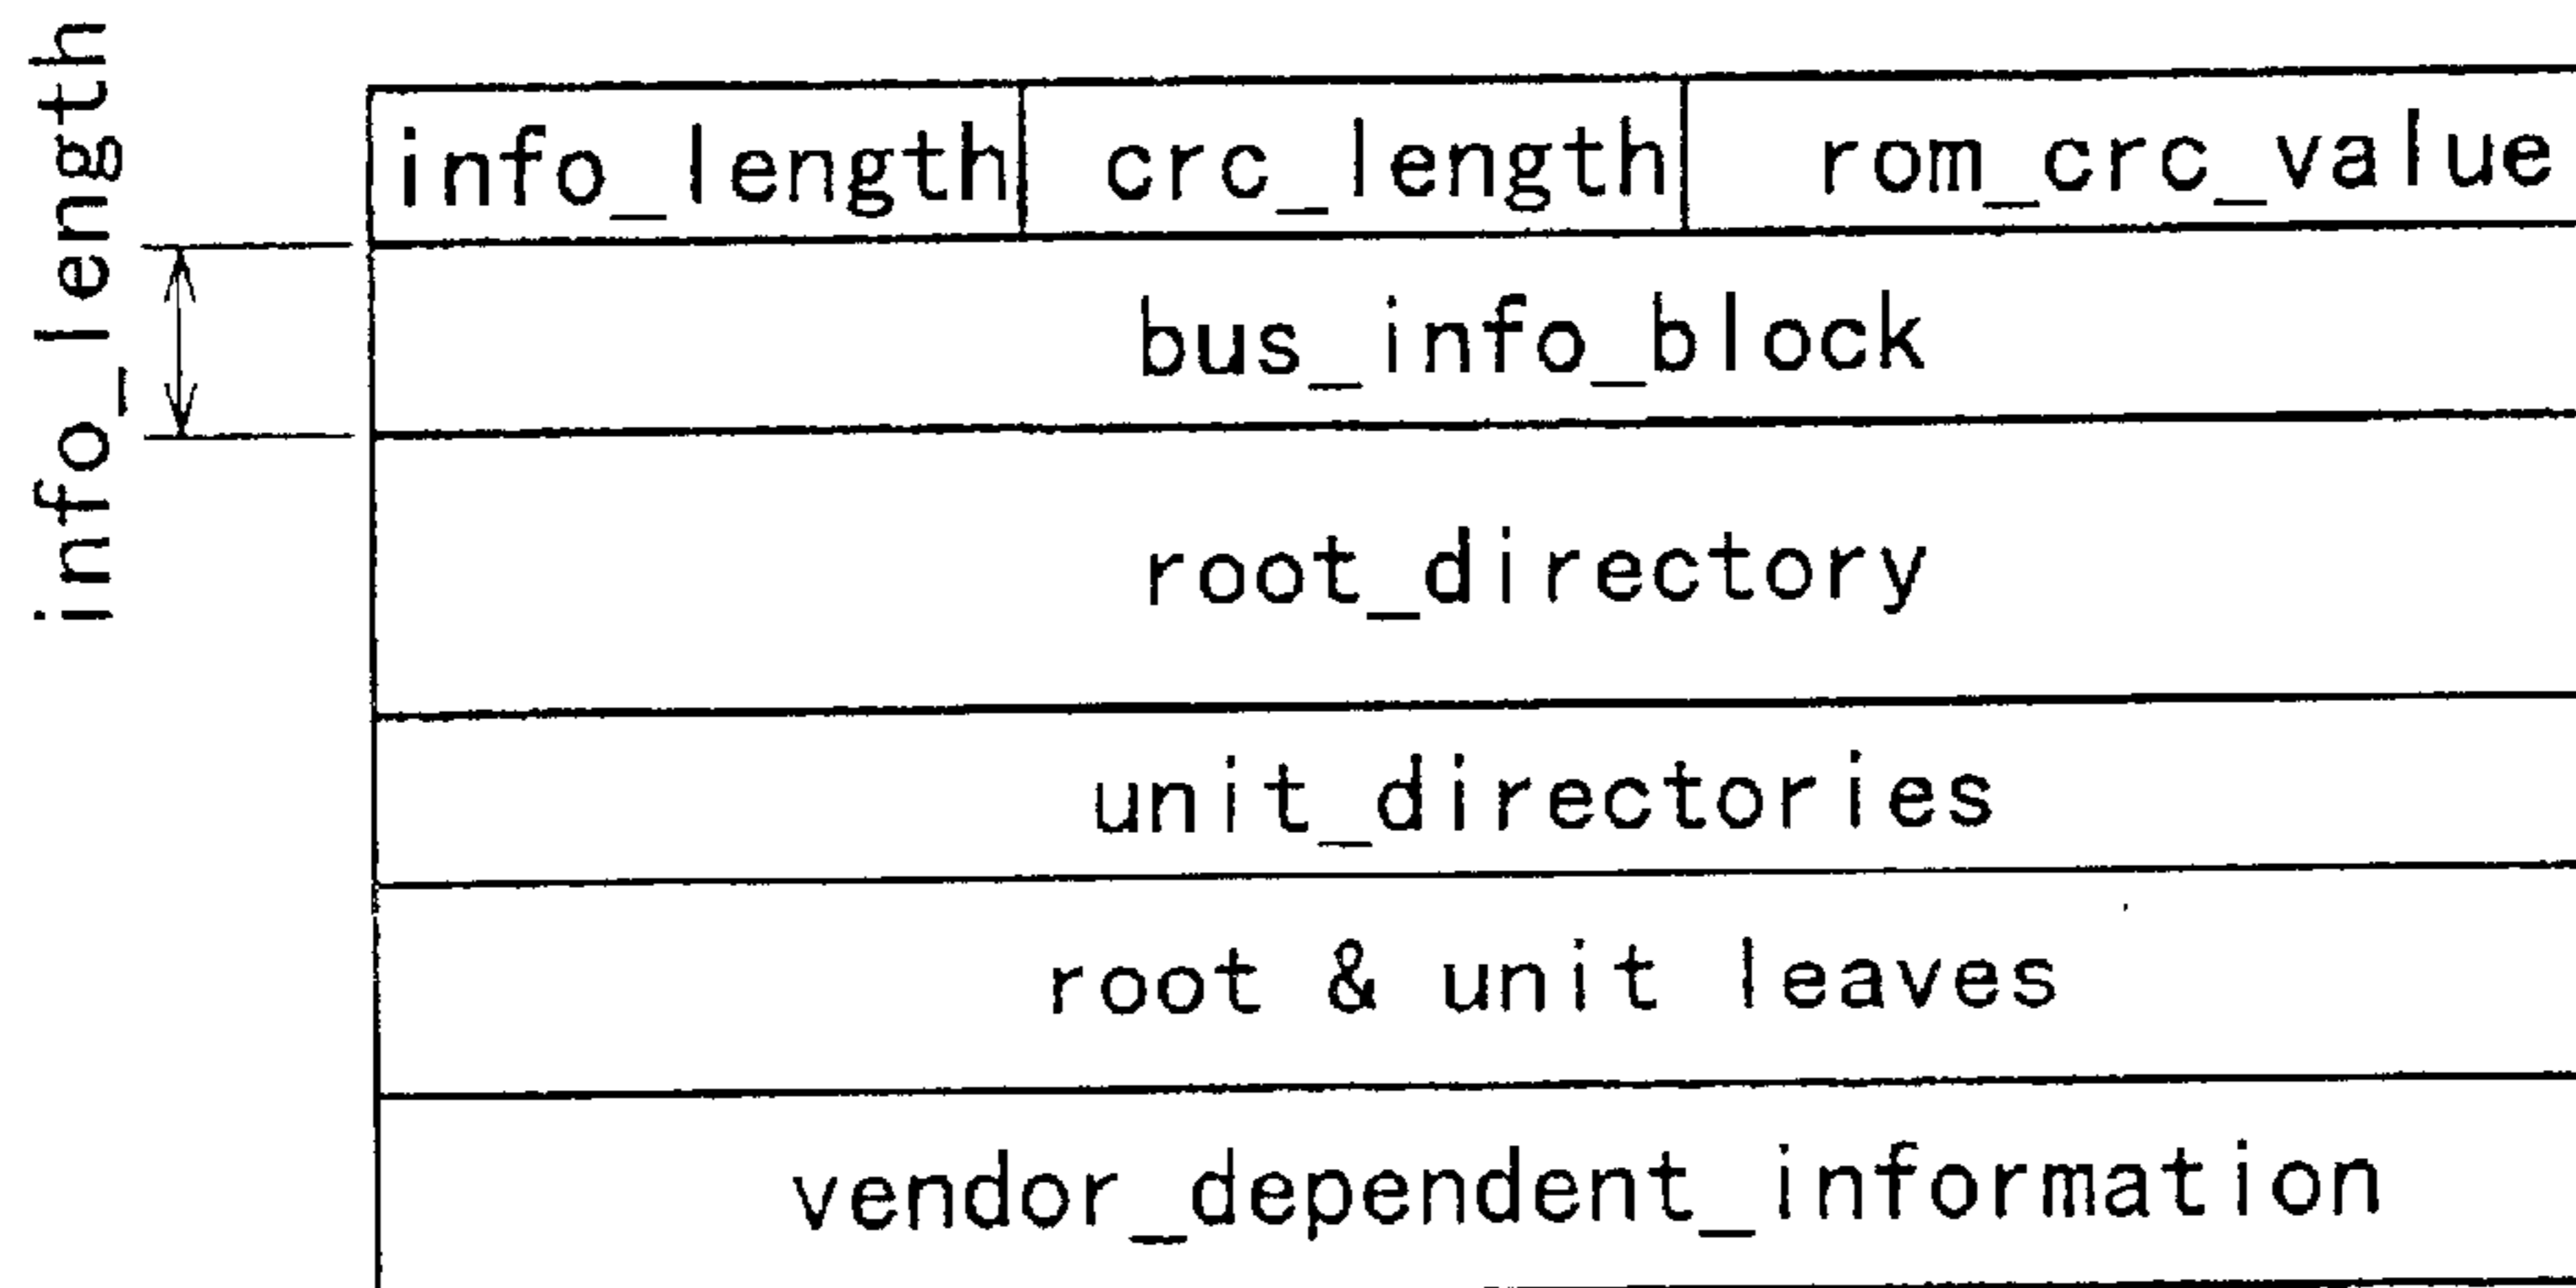 info_length
info_length crc_length rom_crc_value
bus_info_block
root_directory
unit_directories
root & unit leaves
vendor_dependent_information